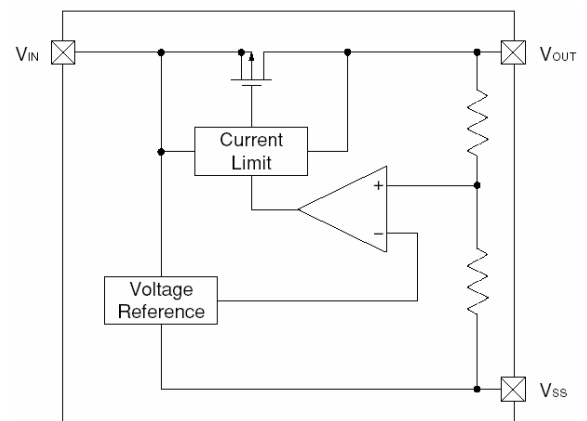 VIN
VOUT
Current
Limit
+
−
Voltage
Reference
VSS